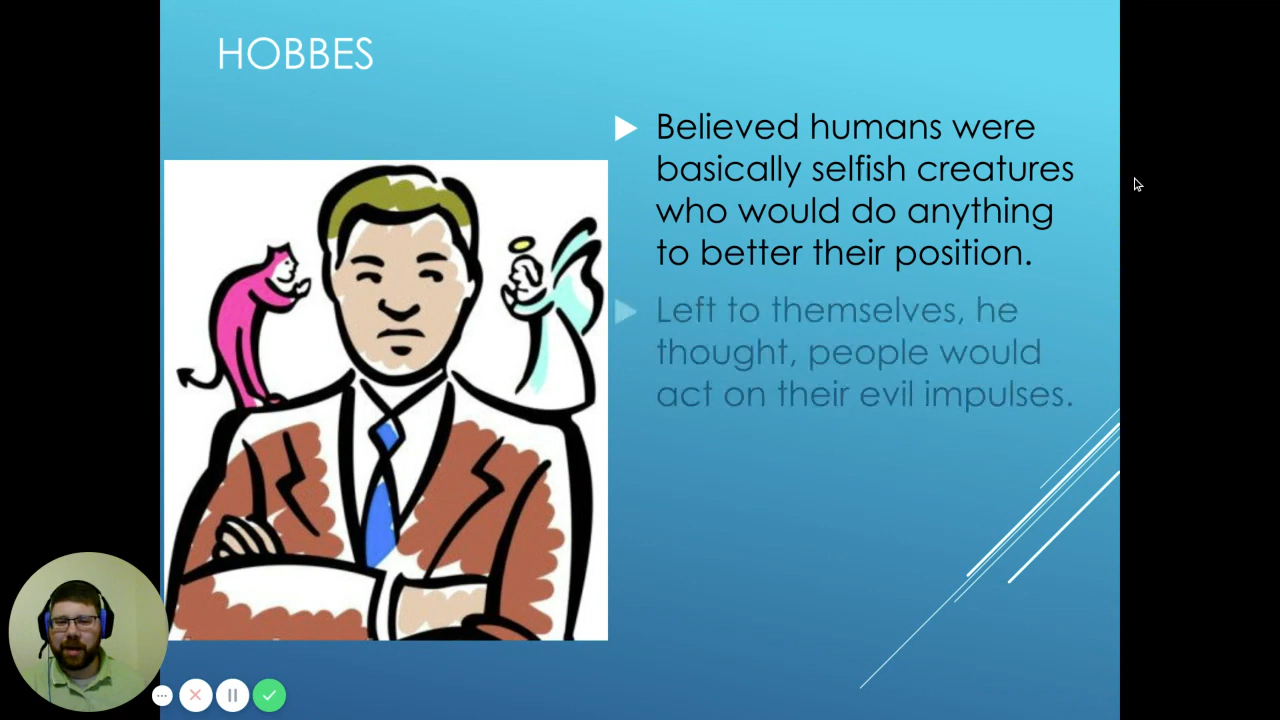 HOBBES
Believed humans were
basically selfish creatures
who would do anything
to better their position.
Left to themselves, he
thought, people would
act on their evil impulses.